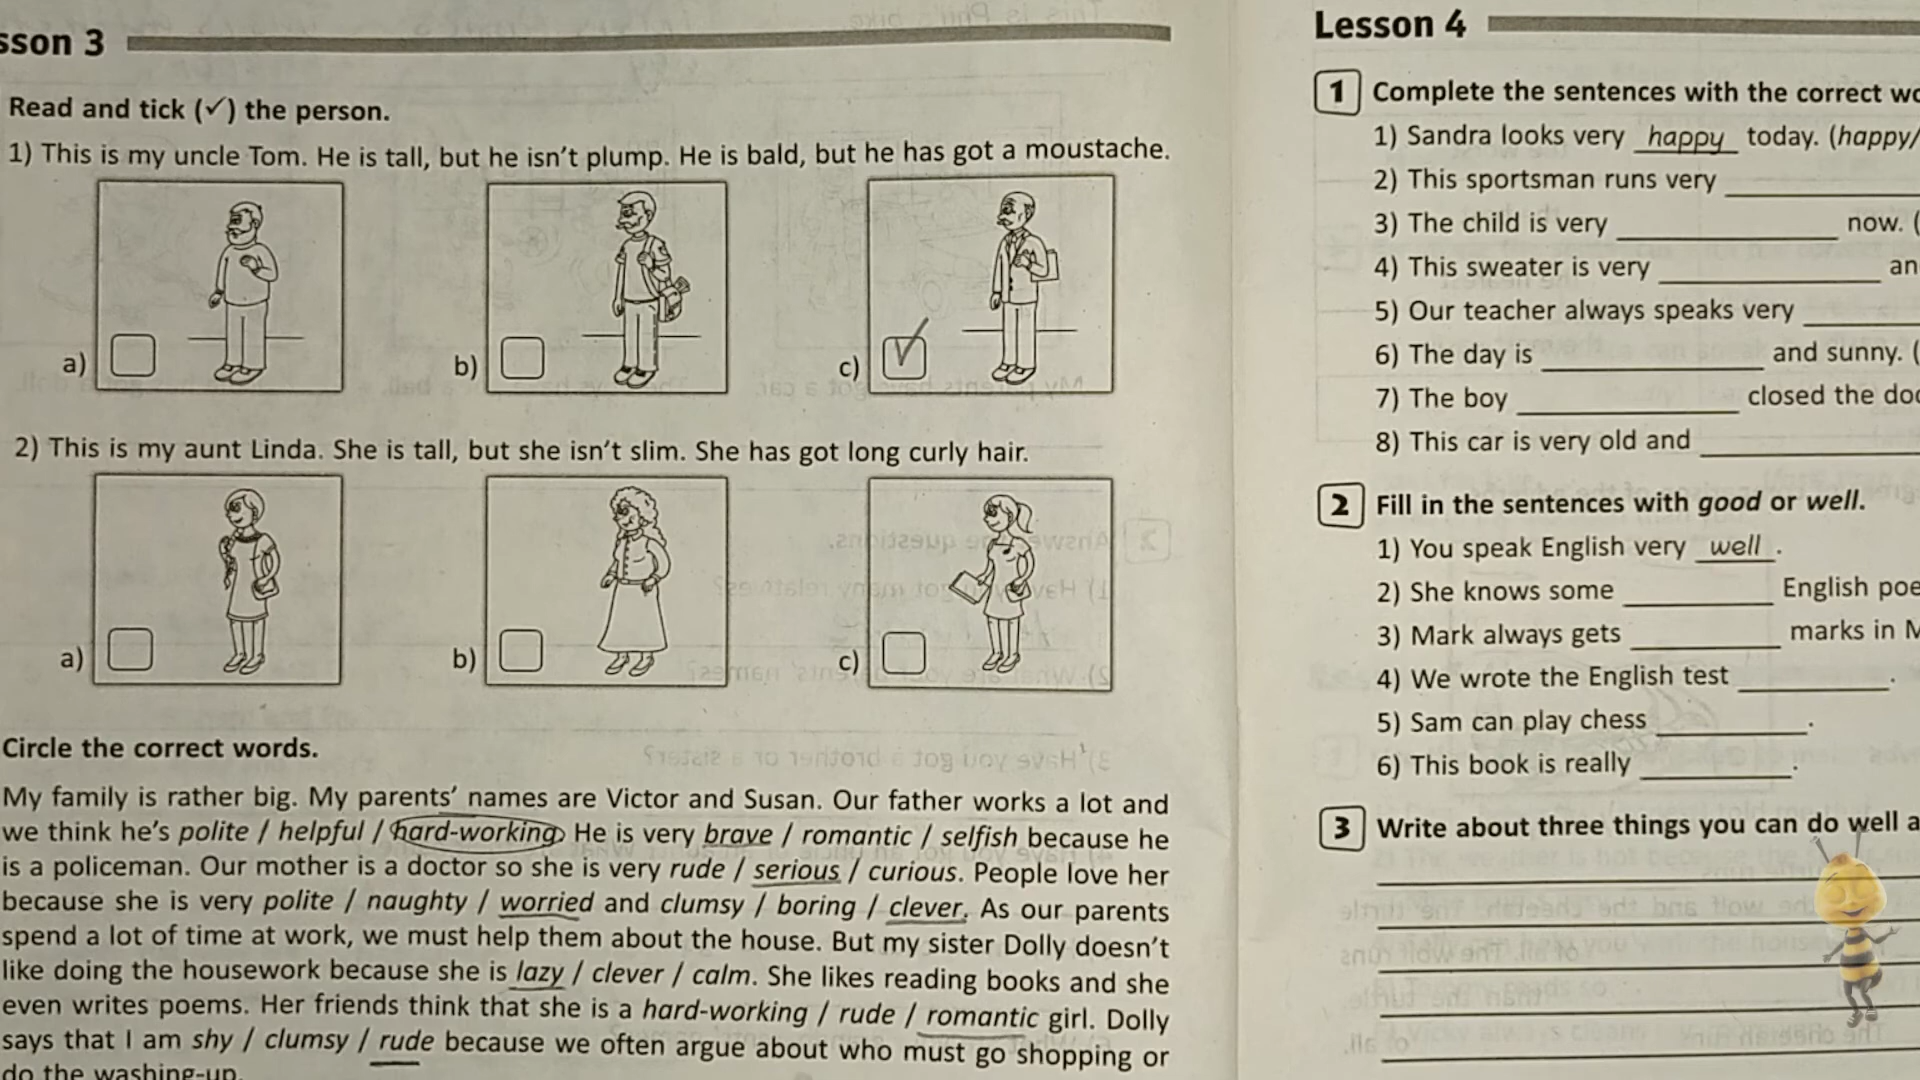 sson 3
Read and tick (✓) the person.
1) This is my uncle Tom. He is tall, but he isn't plump. He is bald, but he has got a moustache.
a)
b)
c)
2) This is my aunt Linda. She is tall, but she isn't slim. She has got long curly hair.
a)
b)
c)
Circle the correct words.
My family is rather big. My parents' names are Victor and Susan. Our father works a lot and
we think he's polite / helpful / hard-working. He is very brave / romantic / selfish because he
is a policeman. Our mother is a doctor so she is very rude / serious / curious. People love her
because she is very polite / naughty / worried and clumsy / boring / clever. As our parents
spend a lot of time at work, we must help them about the house. But my sister Dolly doesn't
like doing the housework because she is lazy / clever / calm. She likes reading books and she
even writes poems. Her friends think that she is a hard-working / rude / romantic girl. Dolly
says that I am shy / clumsy / rude because we often argue about who must go shopping or
do the washing-up.
Lesson 4
1 Complete the sentences with the correct wo
1) Sandra looks very happy today. (happy/
2) This sportsman runs very
3) The child is very now. (
4) This sweater is very an
5) Our teacher always speaks very
6) The day is and sunny. (
7) The boy closed the doo
8) This car is very old and
2 Fill in the sentences with good or well.
1) You speak English very well.
2) She knows some English poe
3) Mark always gets marks in M
4) We wrote the English test .
5) Sam can play chess .
6) This book is really .
3 Write about three things you can do well a